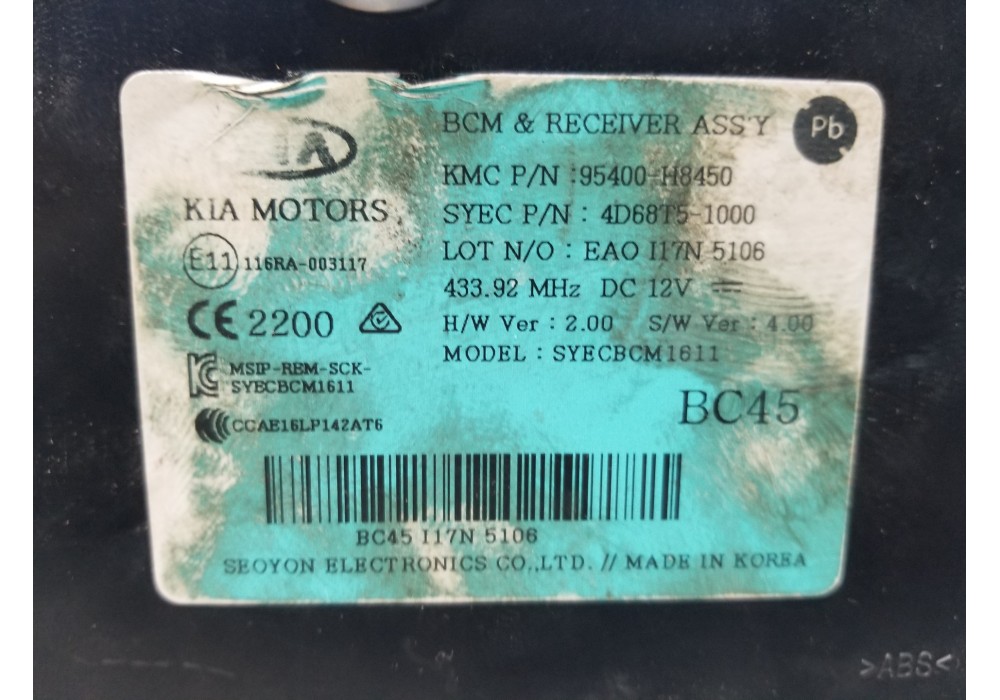 BCM & RECEIVER ASS'Y
Pb
KMC P/N :95400-H8450
SYEC P/N : 4D68T5-1000
LOT N/O : EAO I17N 5106
433.92 MHz DC 12V
H/W Ver : 2.00 S/W Ver : 4.00
MODEL : SYECBCM1611
BC45
KIA MOTORS
E11 116RA-003117
CE 2200
MSIP-REM-SCK-
SYECBCM1611
CCAE16LP142AT6
BC45 I17N 5106
SEOYON ELECTRONICS CO.,LTD. // MADE IN KOREA
>ABS<